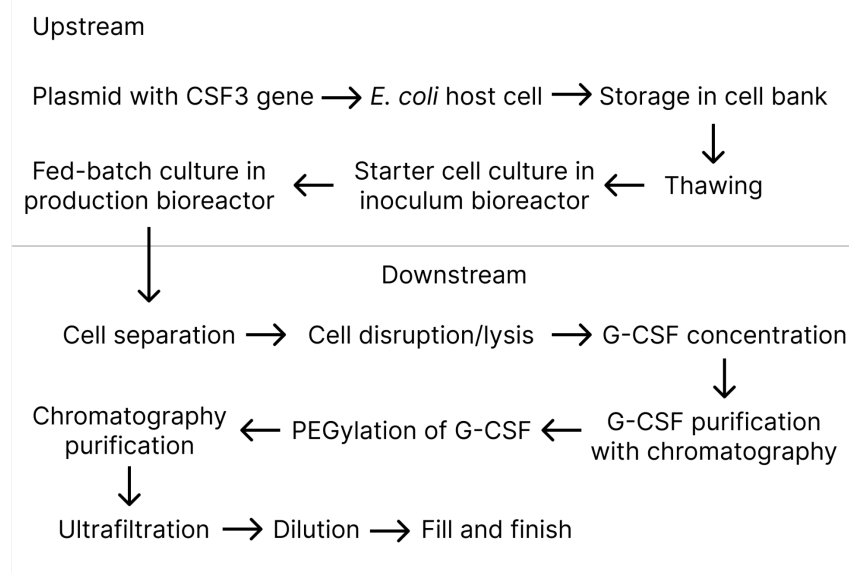 Upstream
Plasmid with CSF3 gene → E. coli host cell → Storage in cell bank
Thawing
Starter cell culture in
inoculum bioreactor
Fed-batch culture in
production bioreactor
Downstream
Cell separation → Cell disruption/lysis → G-CSF concentration
G-CSF purification
with chromatography
PEGylation of G-CSF
Chromatography
purification
Ultrafiltration → Dilution → Fill and finish